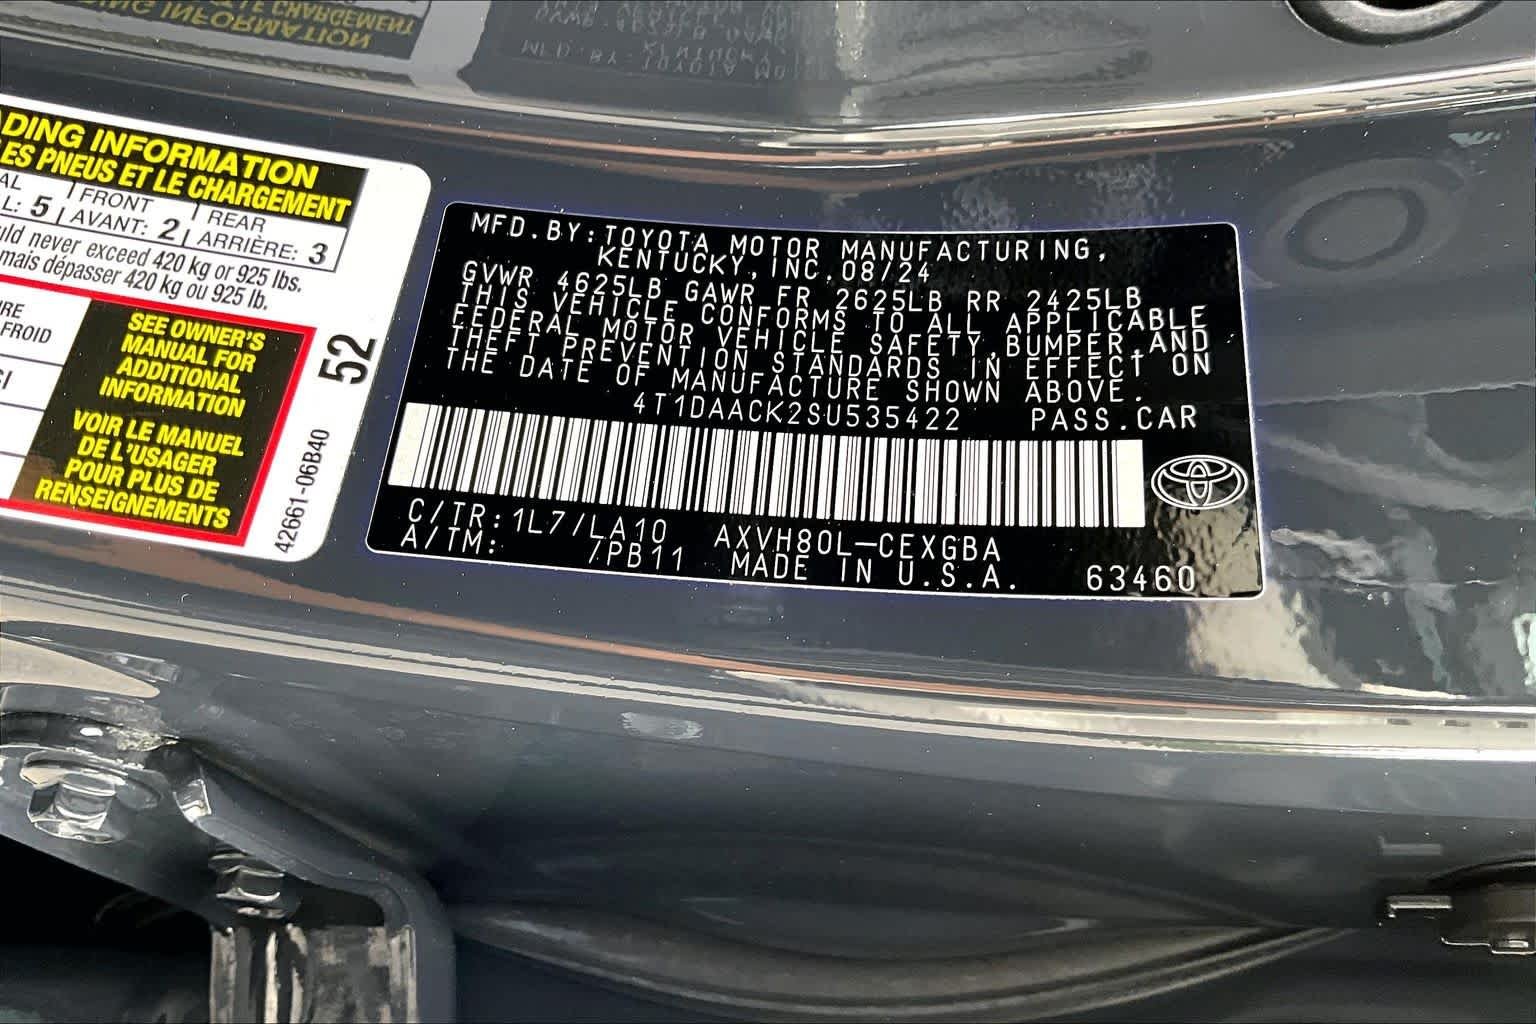 DING INFORMATION
ES PNEUS ET LE CHARGEMENT
AL | FRONT | REAR
L: 5 | AVANT: 2 | ARRIÈRE: 3
uld never exceed 420 kg or 925 lbs.
mais dépasser 420 kg ou 925 lb.
FROID
SEE OWNER'S
MANUAL FOR
ADDITIONAL
INFORMATION
VOIR LE MANUEL
DE L'USAGER
POUR PLUS DE
RENSEIGNEMENTS
52
42661-06B40
MFD.BY:TOYOTA MOTOR MANUFACTURING,
KENTUCKY,INC.08/24
GVWR 4625LB GAWR FR 2625LB RR 2425LB
THIS VEHICLE CONFORMS TO ALL APPLICABLE
FEDERAL MOTOR VEHICLE SAFETY,BUMPER,AND
THEFT PREVENTION STANDARDS IN EFFECT ON
THE DATE OF MANUFACTURE SHOWN ABOVE.
4T1DAACK2SU535422 PASS.CAR
C/TR:1L7/LA10 AXVH80L-CEXGBA
A/TM: /PB11 MADE IN U.S.A. 63460